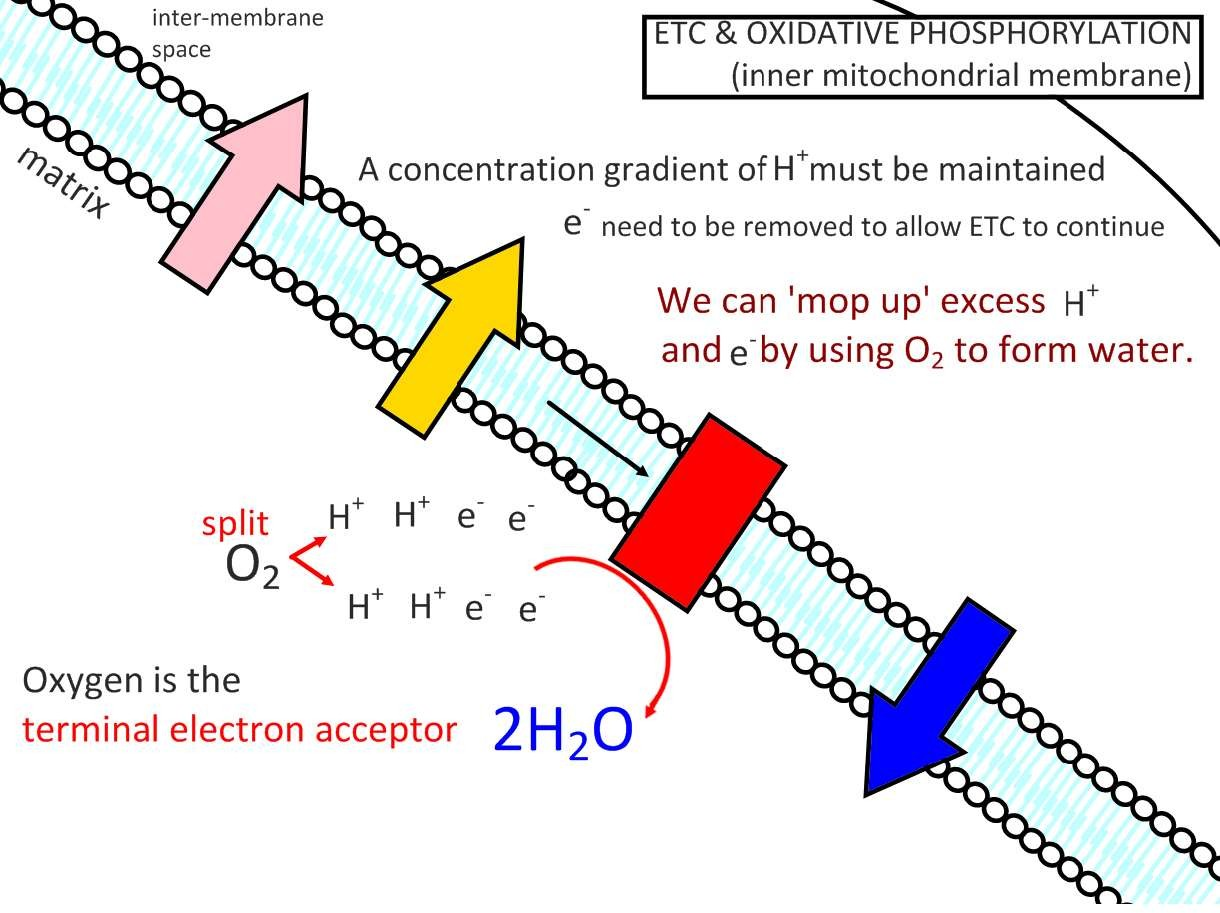 inter-membrane
space
ETC & OXIDATIVE PHOSPHORYLATION
(inner mitochondrial membrane)
matrix
A concentration gradient of H⁺ must be maintained
e⁻ need to be removed to allow ETC to continue
We can 'mop up' excess H⁺
and e⁻ by using O₂ to form water.
split
O₂
H⁺ H⁺ e⁻ e⁻
H⁺ H⁺ e⁻ e⁻
Oxygen is the
terminal electron acceptor
2H₂O